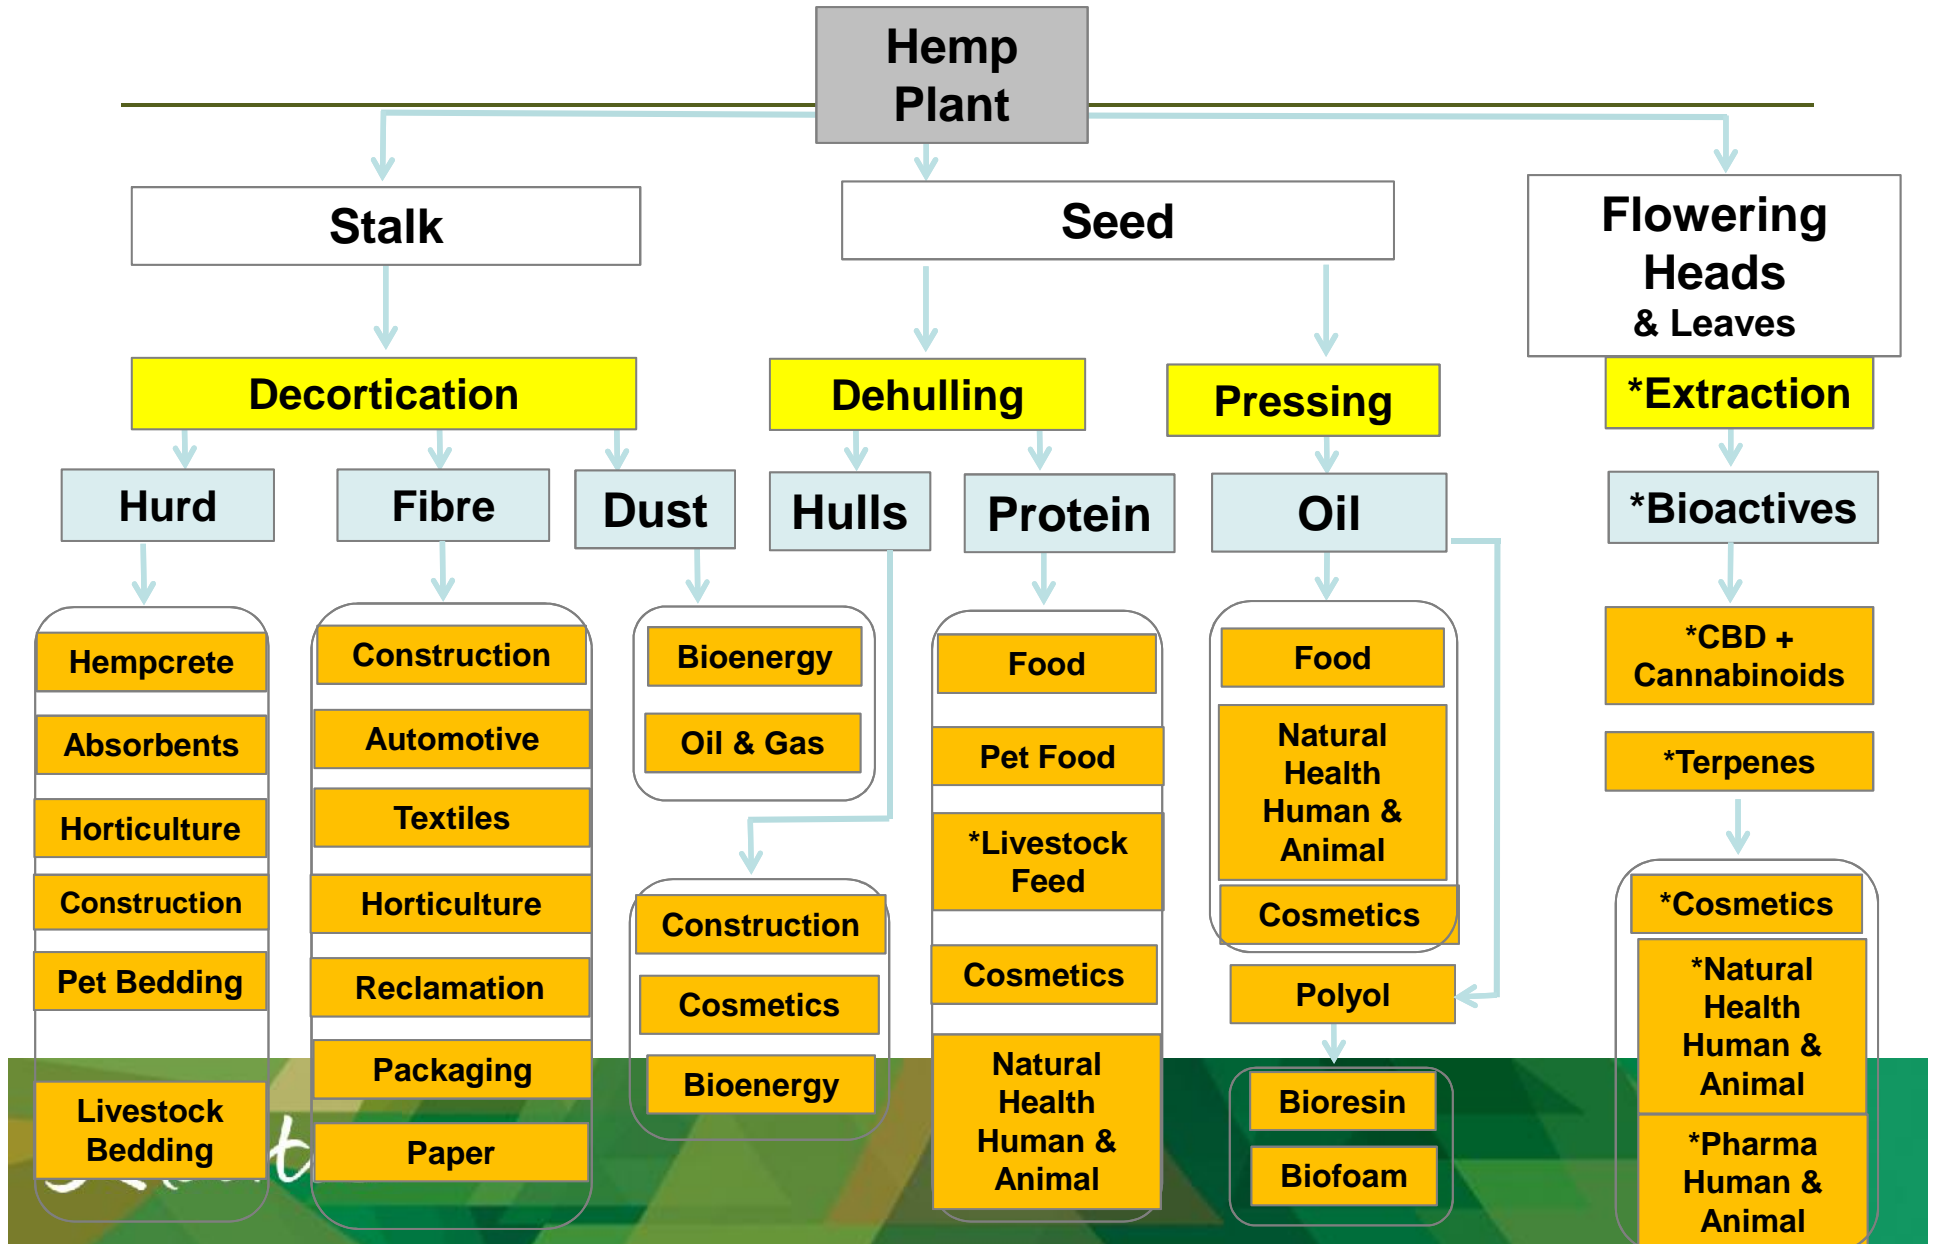 Hemp
Plant
Stalk
Seed
Flowering
Heads
& Leaves
Decortication
Dehulling
Pressing
*Extraction
Hurd
Fibre
Dust
Hulls
Protein
Oil
*Bioactives
Hempcrete
Absorbents
Horticulture
Construction
Pet Bedding
Livestock
Bedding
Construction
Automotive
Textiles
Horticulture
Reclamation
Packaging
Paper
Bioenergy
Oil & Gas
Construction
Cosmetics
Bioenergy
Food
Pet Food
*Livestock
Feed
Cosmetics
Natural
Health
Human &
Animal
Food
Natural
Health
Human &
Animal
Cosmetics
Polyol
Bioresin
Biofoam
*CBD +
Cannabinoids
*Terpenes
*Cosmetics
*Natural
Health
Human &
Animal
*Pharma
Human &
Animal